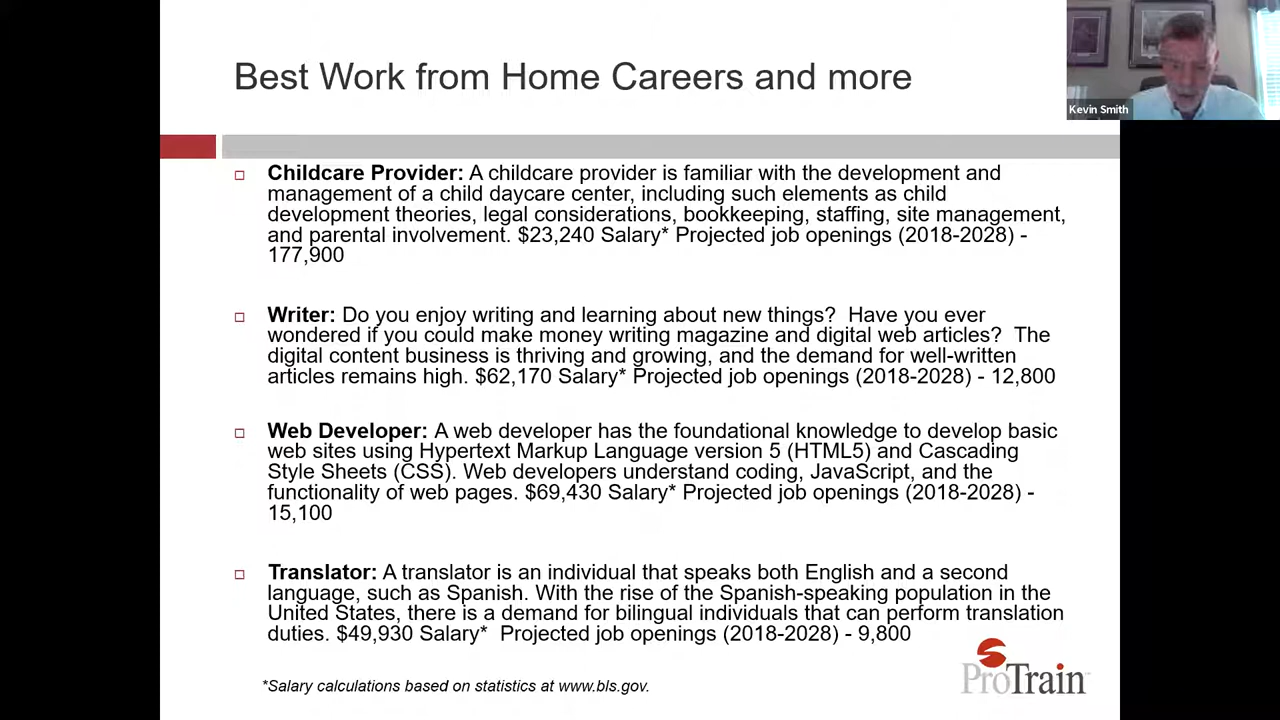 Best Work from Home Careers and more
Kevin Smith
Childcare Provider: A childcare provider is familiar with the development and
management of a child daycare center, including such elements as child
development theories, legal considerations, bookkeeping, staffing, site management,
and parental involvement. $23,240 Salary* Projected job openings (2018-2028) -
177,900
Writer: Do you enjoy writing and learning about new things?  Have you ever
wondered if you could make money writing magazine and digital web articles?  The
digital content business is thriving and growing, and the demand for well-written
articles remains high. $62,170 Salary* Projected job openings (2018-2028) - 12,800
Web Developer: A web developer has the foundational knowledge to develop basic
web sites using Hypertext Markup Language version 5 (HTML5) and Cascading
Style Sheets (CSS). Web developers understand coding, JavaScript, and the
functionality of web pages. $69,430 Salary* Projected job openings (2018-2028) -
15,100
Translator: A translator is an individual that speaks both English and a second
language, such as Spanish. With the rise of the Spanish-speaking population in the
United States, there is a demand for bilingual individuals that can perform translation
duties. $49,930 Salary*  Projected job openings (2018-2028) - 9,800
ProTrain
*Salary calculations based on statistics at www.bls.gov.